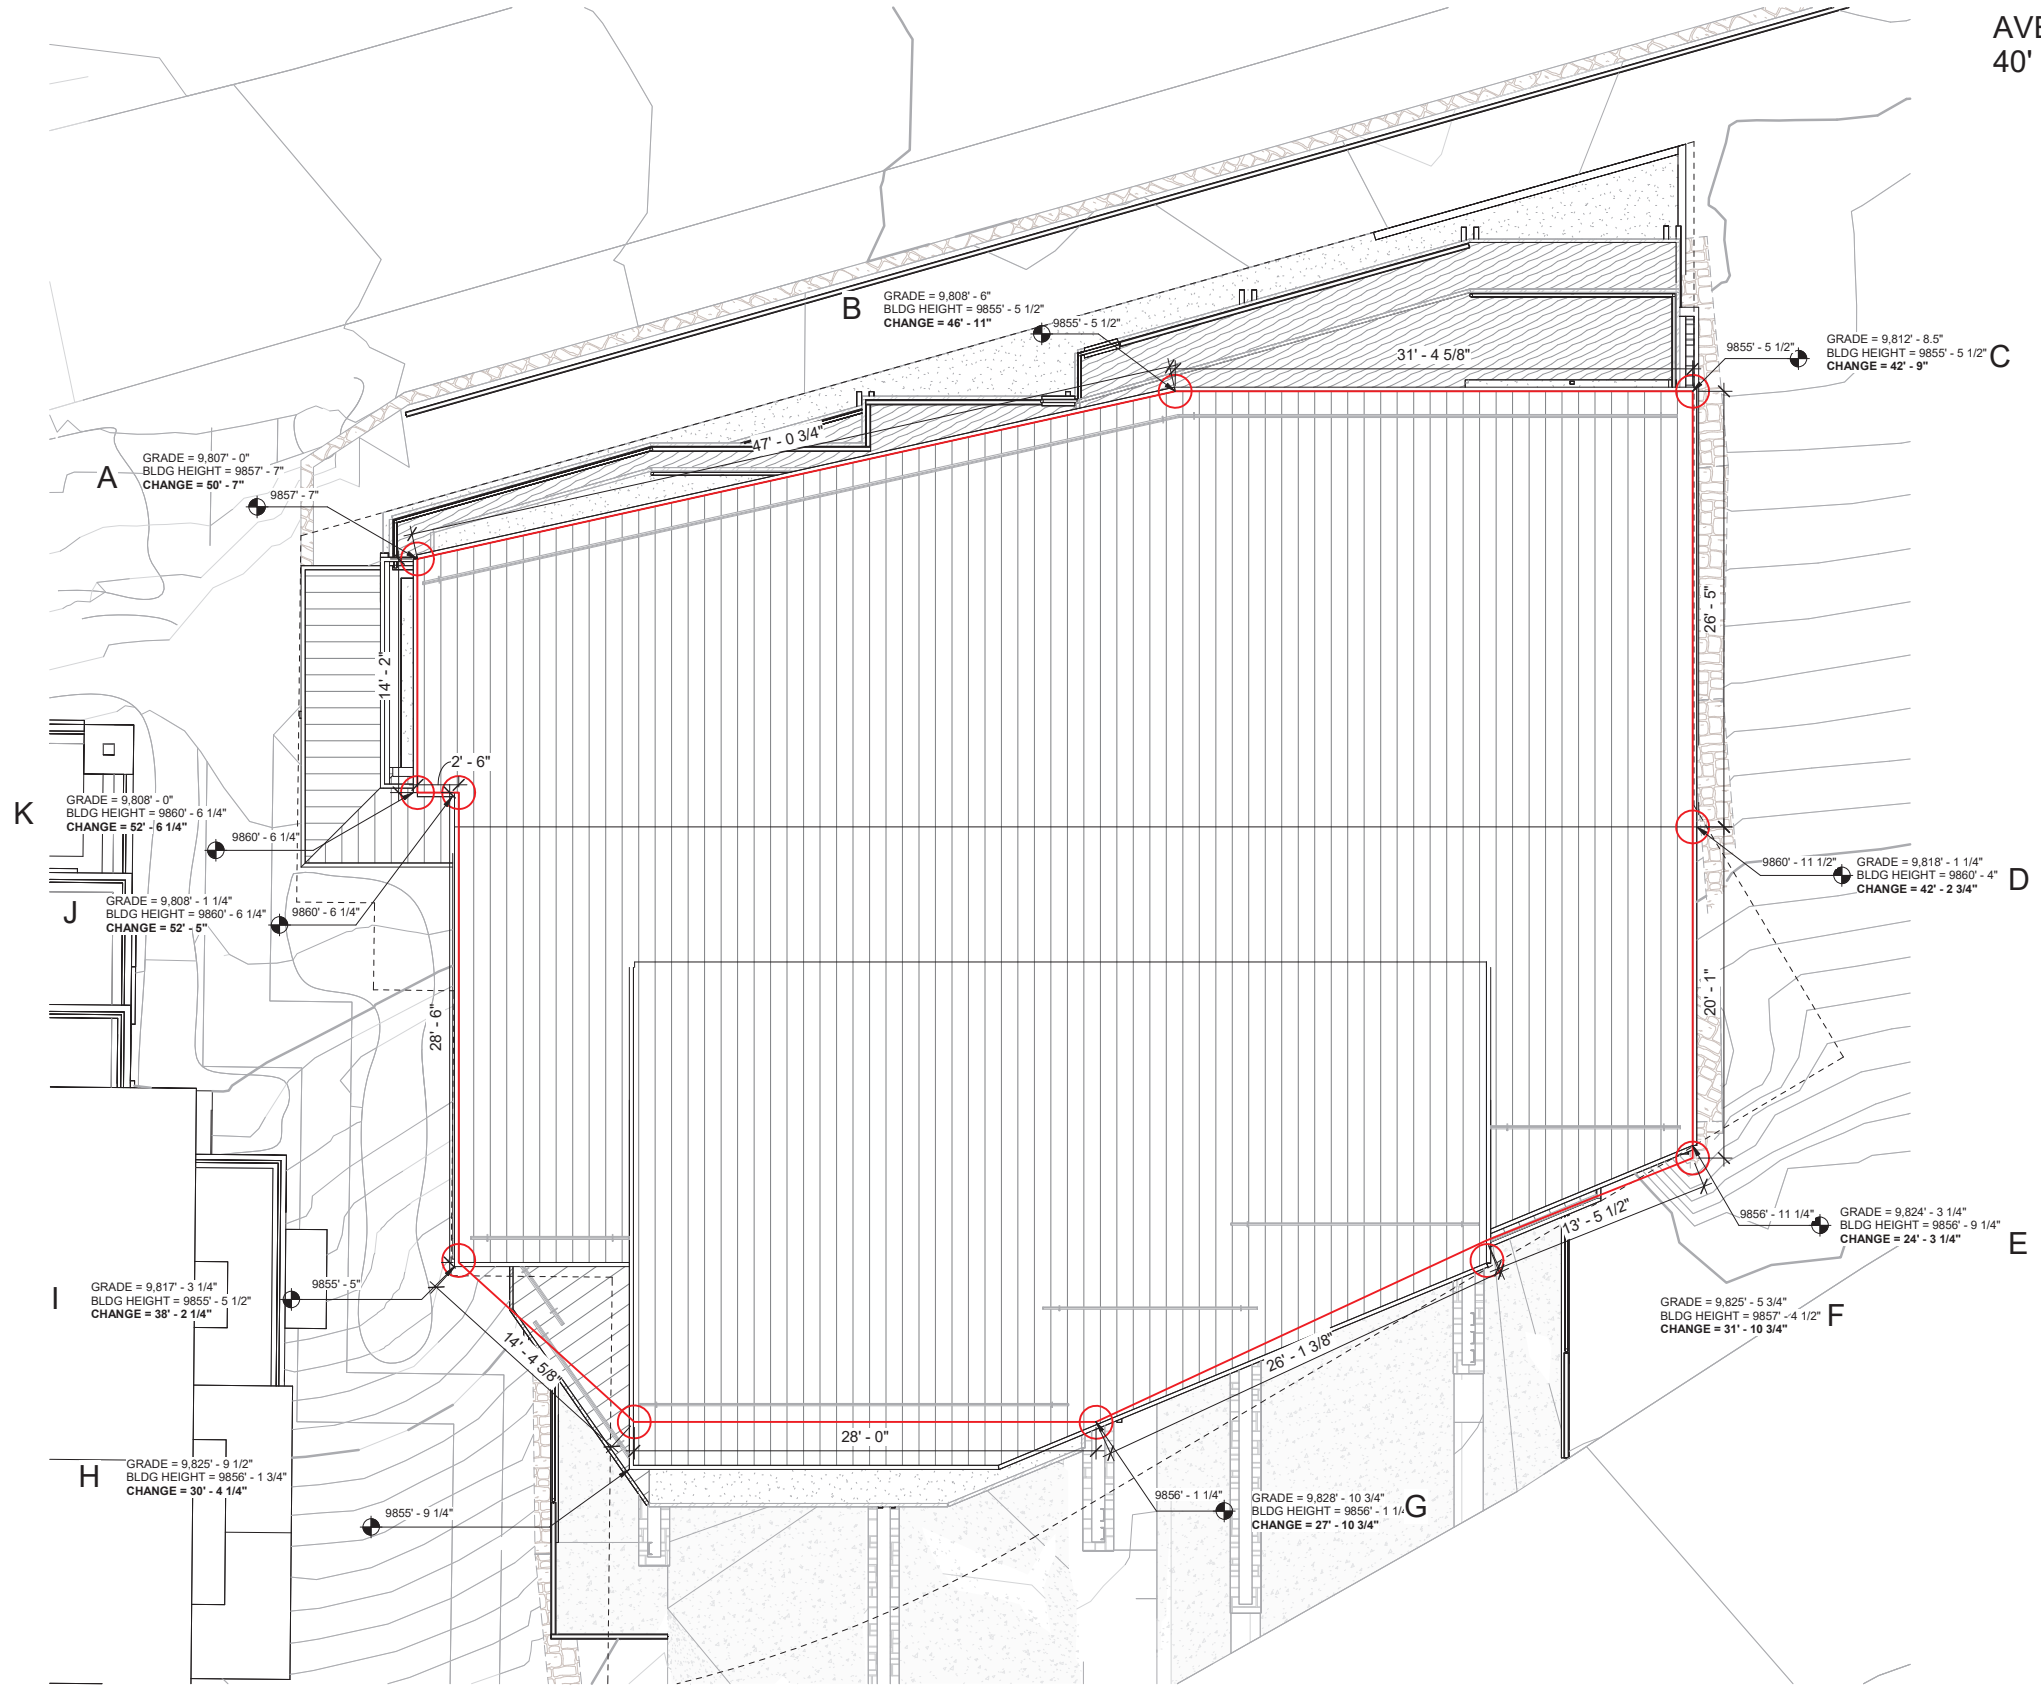 AVE
40'
B
GRADE = 9,808' - 6"
BLDG HEIGHT = 9855' - 5 1/2"
CHANGE = 46' - 11"
9855' - 5 1/2"
31' - 4 5/8"
9855' - 5 1/2"
GRADE = 9,812' - 8.5"
BLDG HEIGHT = 9855' - 5 1/2"
CHANGE = 42' - 9"
C
47' - 0 3/4"
A
GRADE = 9,807' - 0"
BLDG HEIGHT = 9857' - 7"
CHANGE = 50' - 7"
9857' - 7"
26' - 5"
14' - 2"
2' - 6"
K
GRADE = 9,808' - 0"
BLDG HEIGHT = 9860' - 6 1/4"
CHANGE = 52' - 6 1/4"
9860' - 6 1/4"
9860' - 11 1/2"
GRADE = 9,818' - 1 1/4"
BLDG HEIGHT = 9860' - 4"
CHANGE = 42' - 2 3/4"
D
J
GRADE = 9,808' - 1 1/4"
BLDG HEIGHT = 9860' - 6 1/4"
CHANGE = 52' - 5"
9860' - 6 1/4"
28' - 6"
20' - 1"
9856' - 11 1/4"
GRADE = 9,824' - 3 1/4"
BLDG HEIGHT = 9856' - 9 1/4"
CHANGE = 24' - 3 1/4"
E
13' - 5 1/2"
I
GRADE = 9,817' - 3 1/4"
BLDG HEIGHT = 9855' - 5 1/2"
CHANGE = 38' - 2 1/4"
9855' - 5"
GRADE = 9,825' - 5 3/4"
BLDG HEIGHT = 9857' - 4 1/2"
CHANGE = 31' - 10 3/4"
F
14' - 4 5/8"
26' - 1 3/8"
28' - 0"
H
GRADE = 9,825' - 9 1/2"
BLDG HEIGHT = 9856' - 1 3/4"
CHANGE = 30' - 4 1/4"
9855' - 9 1/4"
9856' - 1 1/4"
GRADE = 9,828' - 10 3/4"
BLDG HEIGHT = 9856' - 1 1/4
CHANGE = 27' - 10 3/4"
G